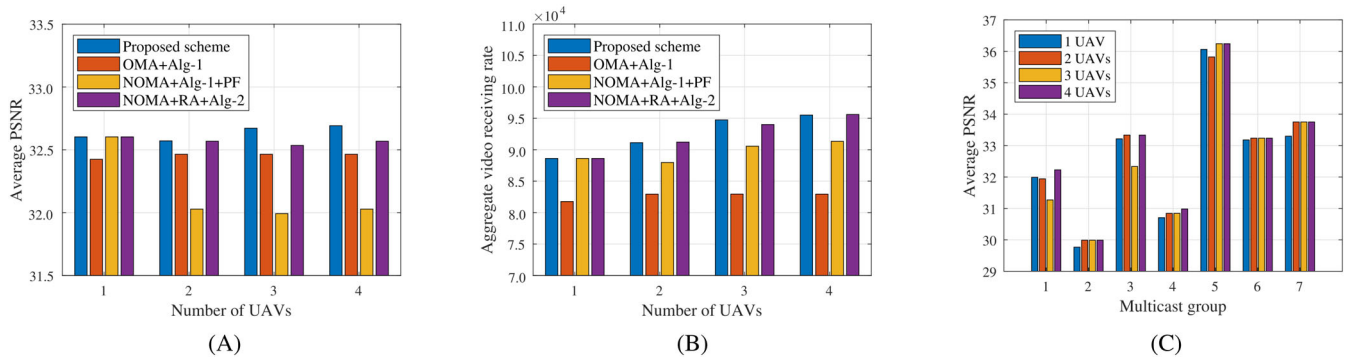 33.5
33.0
32.5
32.0
31.5
Average PSNR
Proposed scheme
OMA+Alg-1
NOMA+Alg-1+PF
NOMA+RA+Alg-2
1 2 3 4
Number of UAVs
(A)
×10⁴
11.0
10.5
10.0
9.5
9.0
8.5
8.0
7.5
7.0
Aggregate video receiving rate
Proposed scheme
OMA+Alg-1
NOMA+Alg-1+PF
NOMA+RA+Alg-2
1 2 3 4
Number of UAVs
(B)
37
36
35
34
33
32
31
30
29
Average PSNR
1 UAV
2 UAVs
3 UAVs
4 UAVs
1 2 3 4 5 6 7
Multicast group
(C)